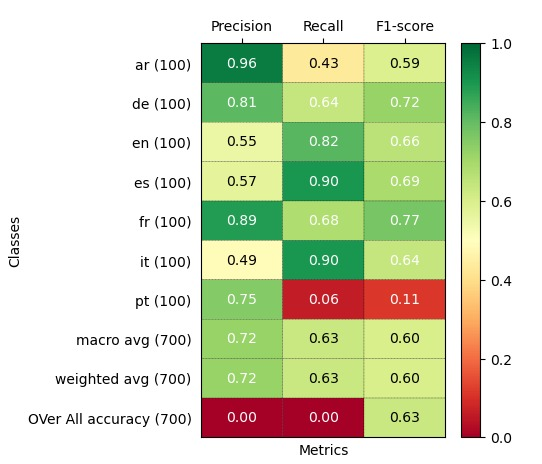 Precision Recall F1-score
ar (100) 0.96 0.43 0.59
de (100) 0.81 0.64 0.72
en (100) 0.55 0.82 0.66
es (100) 0.57 0.90 0.69
fr (100) 0.89 0.68 0.77
it (100) 0.49 0.90 0.64
pt (100) 0.75 0.06 0.11
macro avg (700) 0.72 0.63 0.60
weighted avg (700) 0.72 0.63 0.60
OVer All accuracy (700) 0.00 0.00 0.63
Classes
Metrics
1.0
0.8
0.6
0.4
0.2
0.0